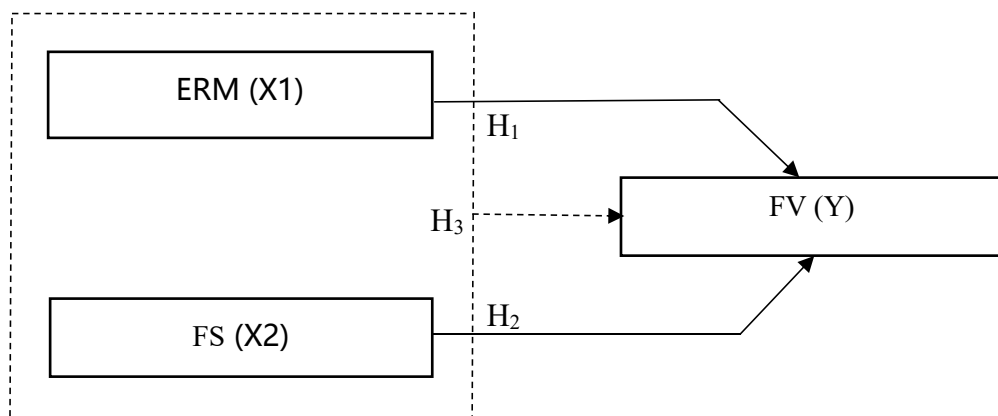 ERM (X1)
H₁
FV (Y)
H₃
H₂
FS (X2)